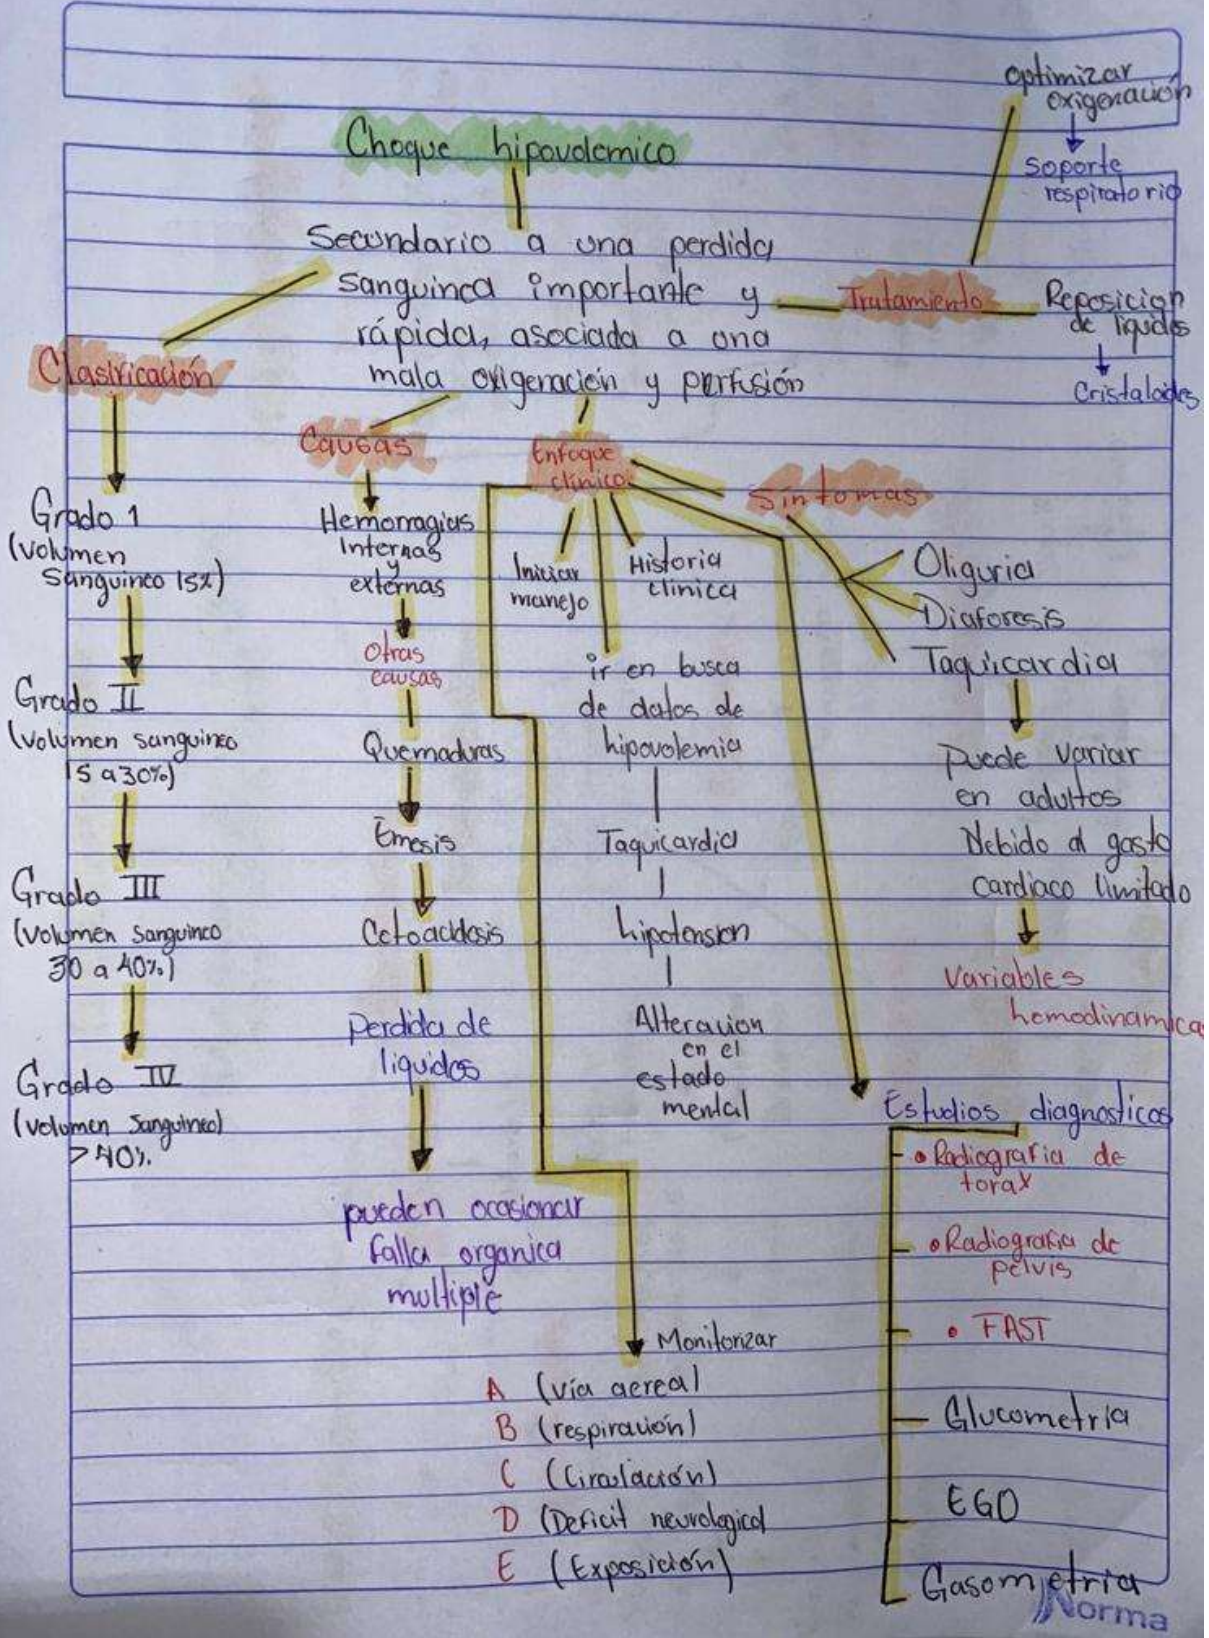 Choque hipovolemico
Secundario a una perdida
sanguinea importante y
rápida, asociada a una
mala oxigenación y perfusión
Tratamiento
optimizar
oxigenación
soporte
respiratorio
Reposicion
de liquidos
Cristaloides
Clasificación
Grado 1
(volumen
Sanguineo 15%)
Grado II
(volumen sanguineo
15 a 30%)
Grado III
(volumen sanguineo
30 a 40%)
Grado IV
(volumen Sanguineo)
>40%.
Causas
Hemorragias
Internas
y
externas
Otras
causas
Quemaduras
Emesis
Cetoacidosis
Perdida de
liquidos
pueden ocasionar
falla organica
multiple
Enfoque
clinico
Iniciar
manejo
ir en busca
de datos de
hipovolemia
Taquicardia
hipotension
Alteracion
en el
estado
mental
Historia
clinica
Monitorizar
A (vía aerea)
B (respiración)
C (Circulación)
D (Deficit neurologico)
E (Exposición)
Sintomas
Oliguria
Diaforesis
Taquicardia
Puede variar
en adultos
Debido al gasto
cardiaco limitado
Variables
hemodinamicas
Estudios diagnosticos
• Radiografia de
torax
• Radiografia de
pelvis
• FAST
Glucometria
EGO
Gasometria
Norma